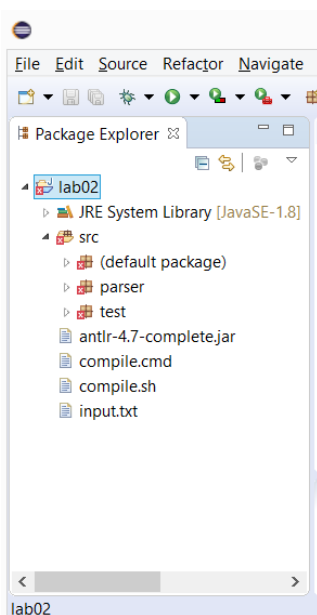 File Edit Source Refactor Navigate
Package Explorer
lab02
JRE System Library [JavaSE-1.8]
src
(default package)
parser
test
antlr-4.7-complete.jar
compile.cmd
compile.sh
input.txt
lab02